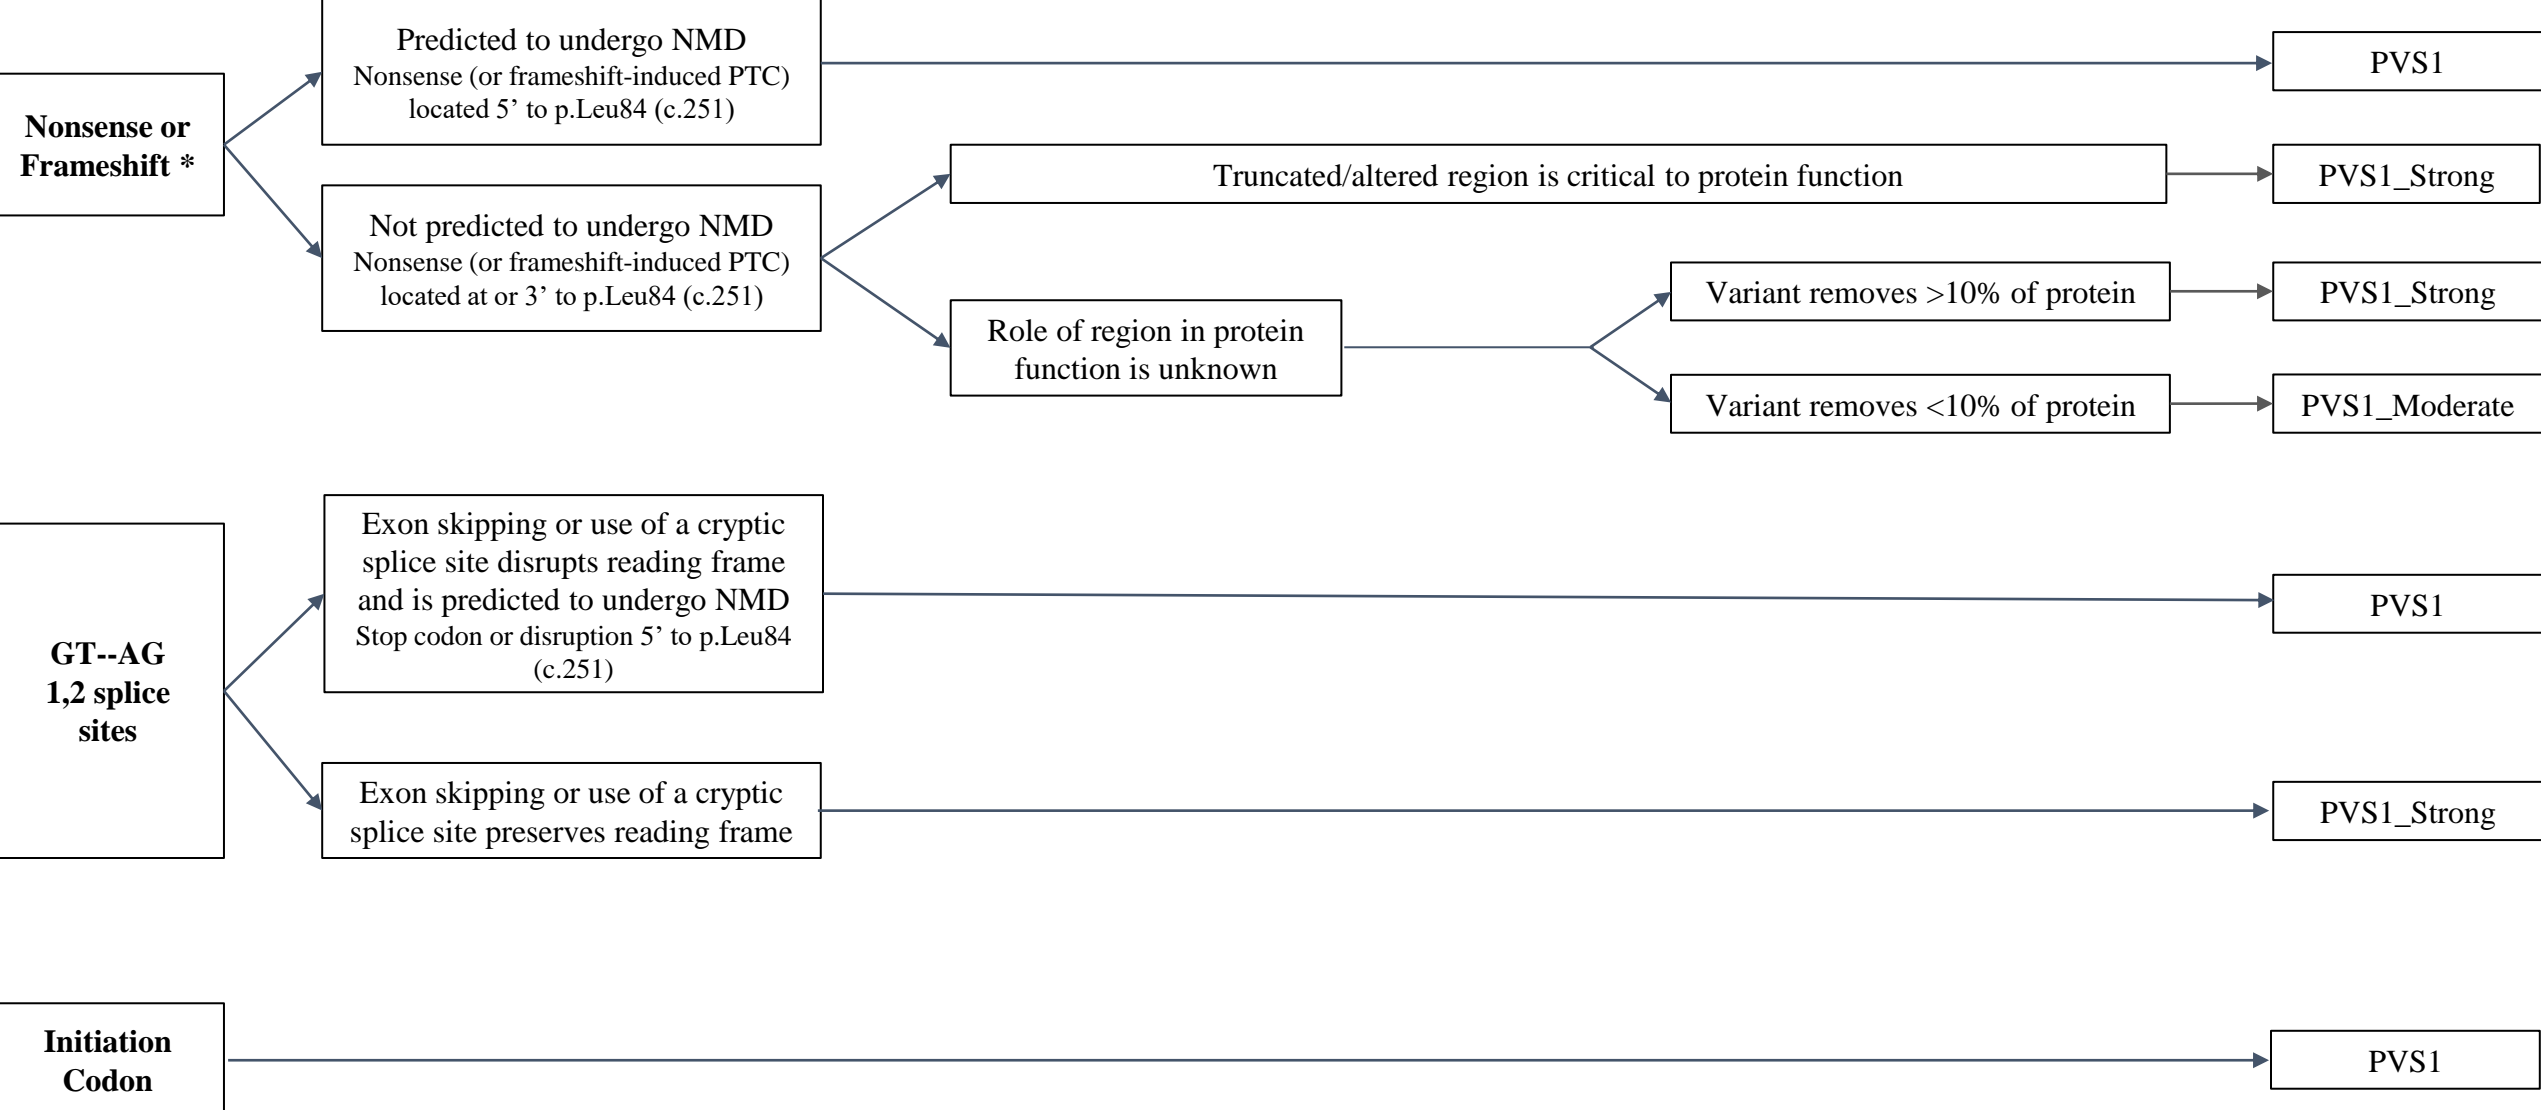 Nonsense or
Frameshift *
Predicted to undergo NMD
Nonsense (or frameshift-induced PTC)
located 5’ to p.Leu84 (c.251)
PVS1
Not predicted to undergo NMD
Nonsense (or frameshift-induced PTC)
located at or 3’ to p.Leu84 (c.251)
Truncated/altered region is critical to protein function
PVS1_Strong
Role of region in protein
function is unknown
Variant removes >10% of protein
PVS1_Strong
Variant removes <10% of protein
PVS1_Moderate
GT--AG
1,2 splice
sites
Exon skipping or use of a cryptic
splice site disrupts reading frame
and is predicted to undergo NMD
Stop codon or disruption 5’ to p.Leu84
(c.251)
PVS1
Exon skipping or use of a cryptic
splice site preserves reading frame
PVS1_Strong
Initiation
Codon
PVS1